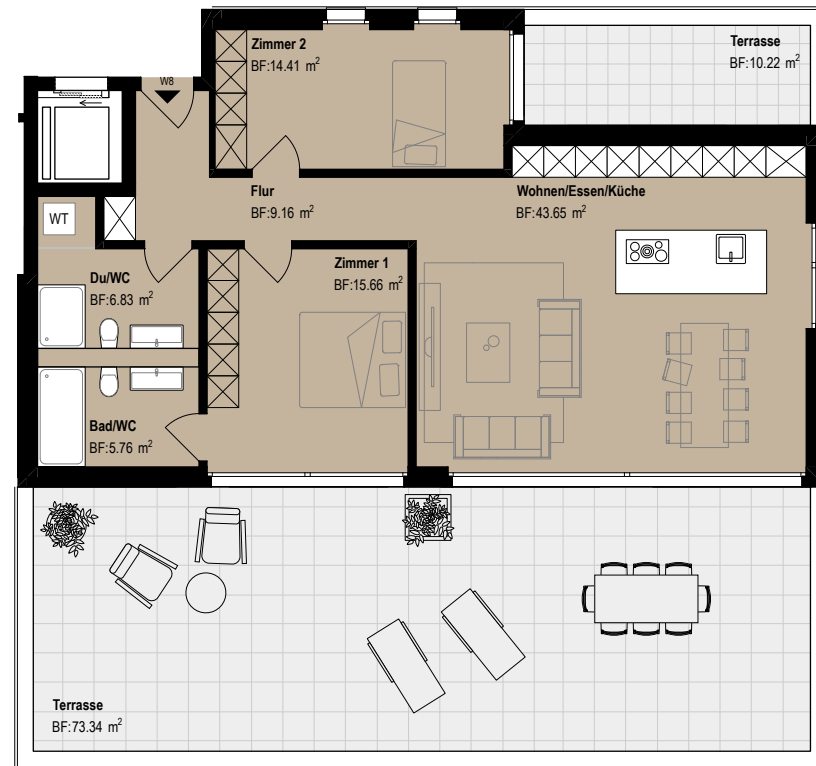 Zimmer 2
BF:14.41 m²
Terrasse
BF:10.22 m²
W8
Flur
BF:9.16 m²
Wohnen/Essen/Küche
BF:43.65 m²
WT
Du/WC
BF:6.83 m²
Zimmer 1
BF:15.66 m²
Bad/WC
BF:5.76 m²
Terrasse
BF:73.34 m²